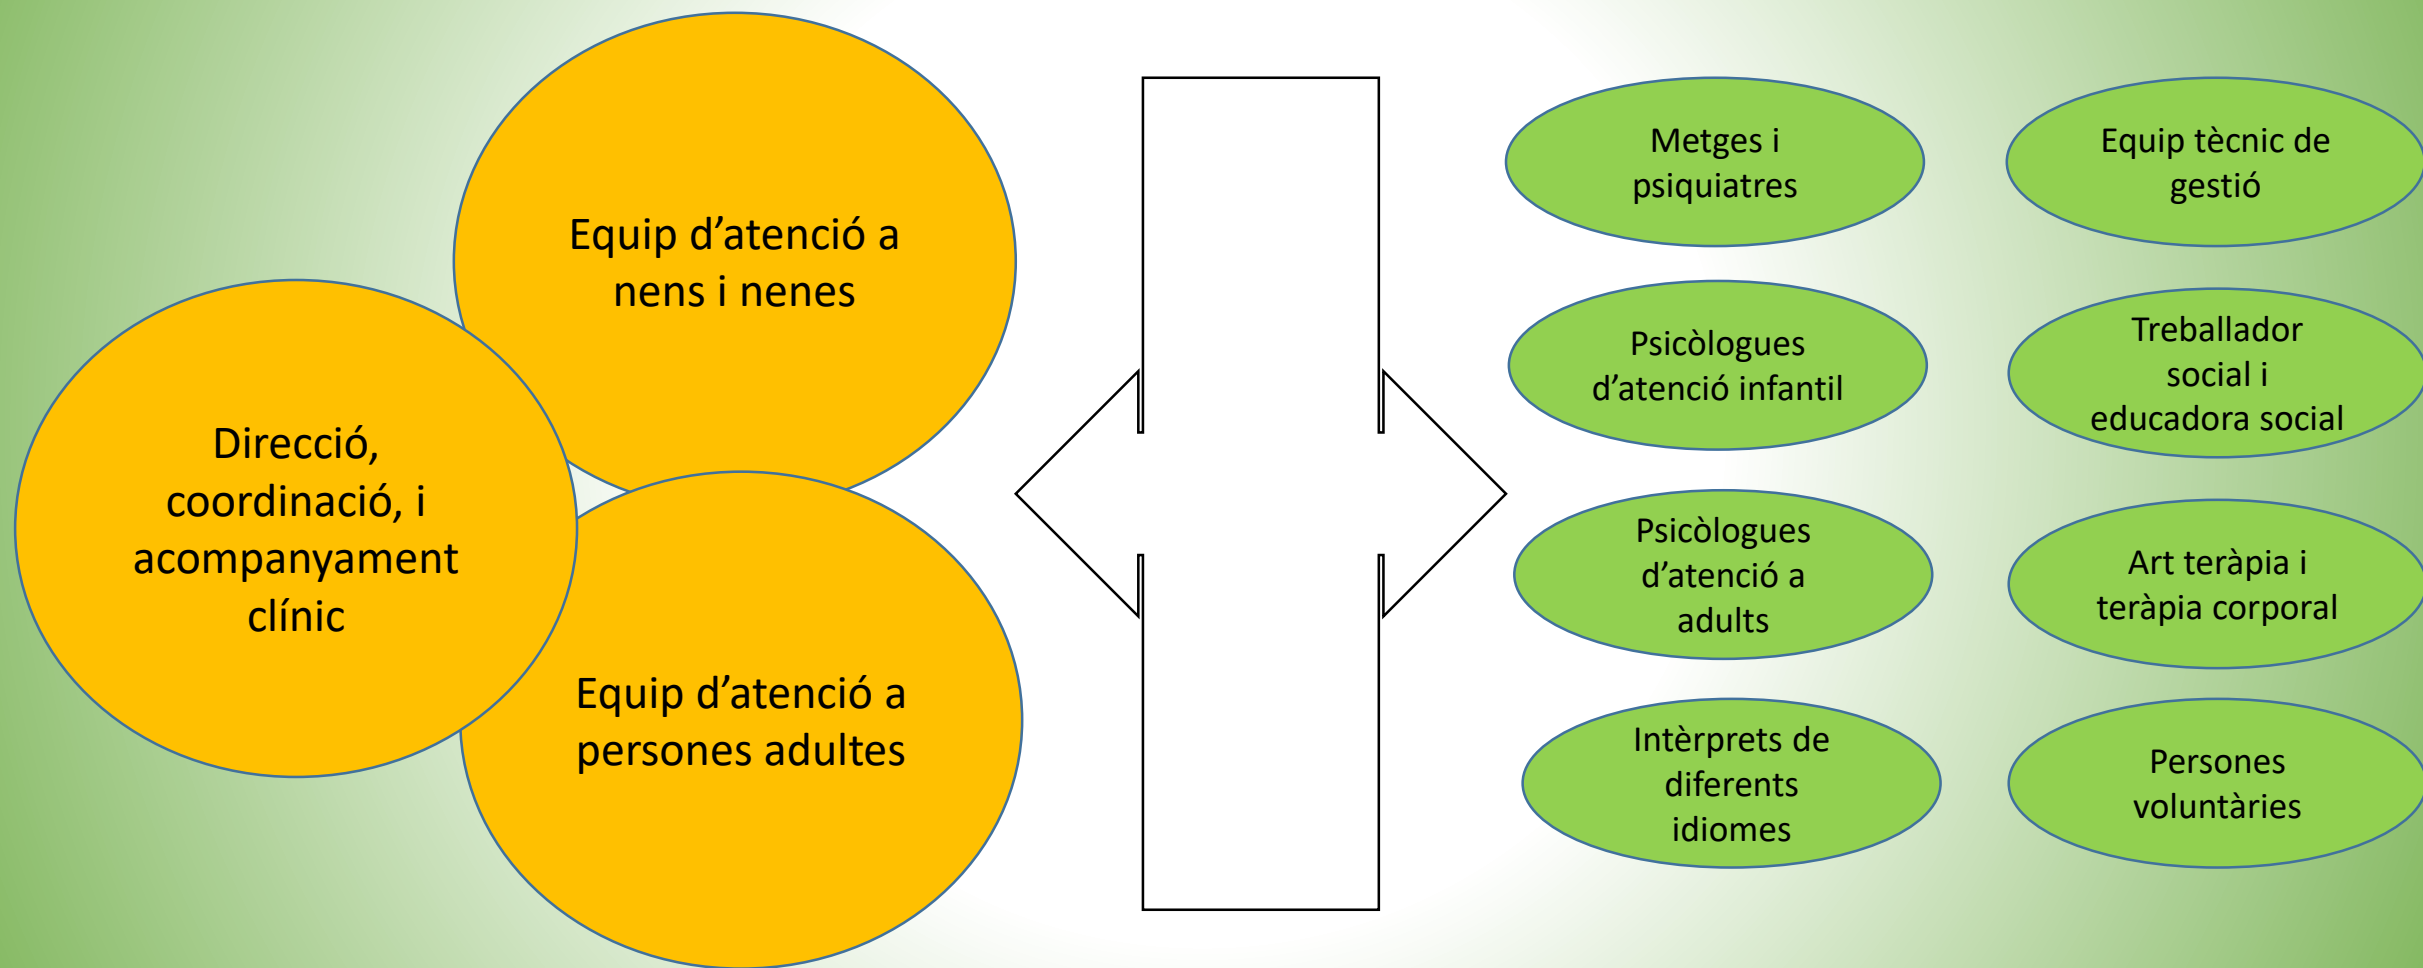 Equip d’atenció a
nens i nenes
Direcció,
coordinació, i
acompanyament
clínic
Equip d’atenció a
persones adultes
Metges i
psiquiatres
Equip tècnic de
gestió
Psicòlogues
d’atenció infantil
Treballador
social i
educadora social
Psicòlogues
d’atenció a
adults
Art teràpia i
teràpia corporal
Intèrprets de
diferents
idiomes
Persones
voluntàries